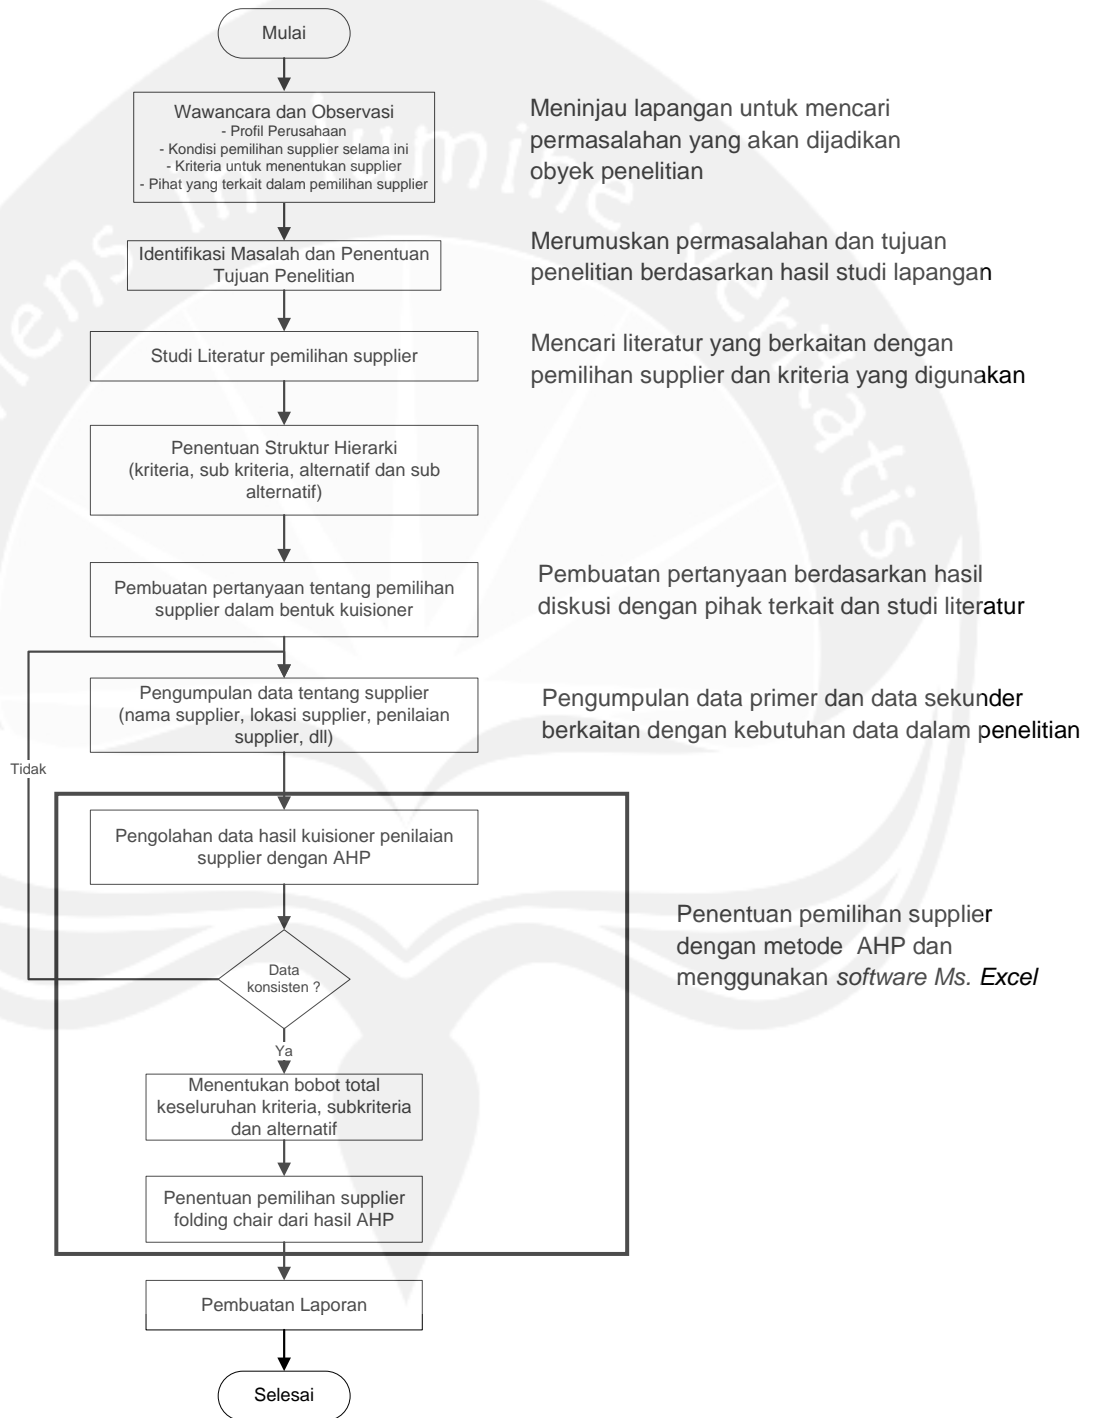 Mulai
Wawancara dan Observasi
- Profil Perusahaan
- Kondisi pemilihan supplier selama ini
- Kriteria untuk menentukan supplier
- Pihat yang terkait dalam pemilihan supplier
Meninjau lapangan untuk mencari
permasalahan yang akan dijadikan
obyek penelitian
Identifikasi Masalah dan Penentuan
Tujuan Penelitian
Merumuskan permasalahan dan tujuan
penelitian berdasarkan hasil studi lapangan
Studi Literatur pemilihan supplier
Mencari literatur yang berkaitan dengan
pemilihan supplier dan kriteria yang digunakan
Penentuan Struktur Hierarki
(kriteria, sub kriteria, alternatif dan sub
alternatif)
Pembuatan pertanyaan tentang pemilihan
supplier dalam bentuk kuisioner
Pembuatan pertanyaan berdasarkan hasil
diskusi dengan pihak terkait dan studi literatur
Pengumpulan data tentang supplier
(nama supplier, lokasi supplier, penilaian
supplier, dll)
Pengumpulan data primer dan data sekunder
berkaitan dengan kebutuhan data dalam penelitian
Tidak
Pengolahan data hasil kuisioner penilaian
supplier dengan AHP
Data
konsisten ?
Penentuan pemilihan supplier
dengan metode AHP dan
menggunakan software Ms. Excel
Ya
Menentukan bobot total
keseluruhan kriteria, subkriteria
dan alternatif
Penentuan pemilihan supplier
folding chair dari hasil AHP
Pembuatan Laporan
Selesai
iens in lumine veritatis